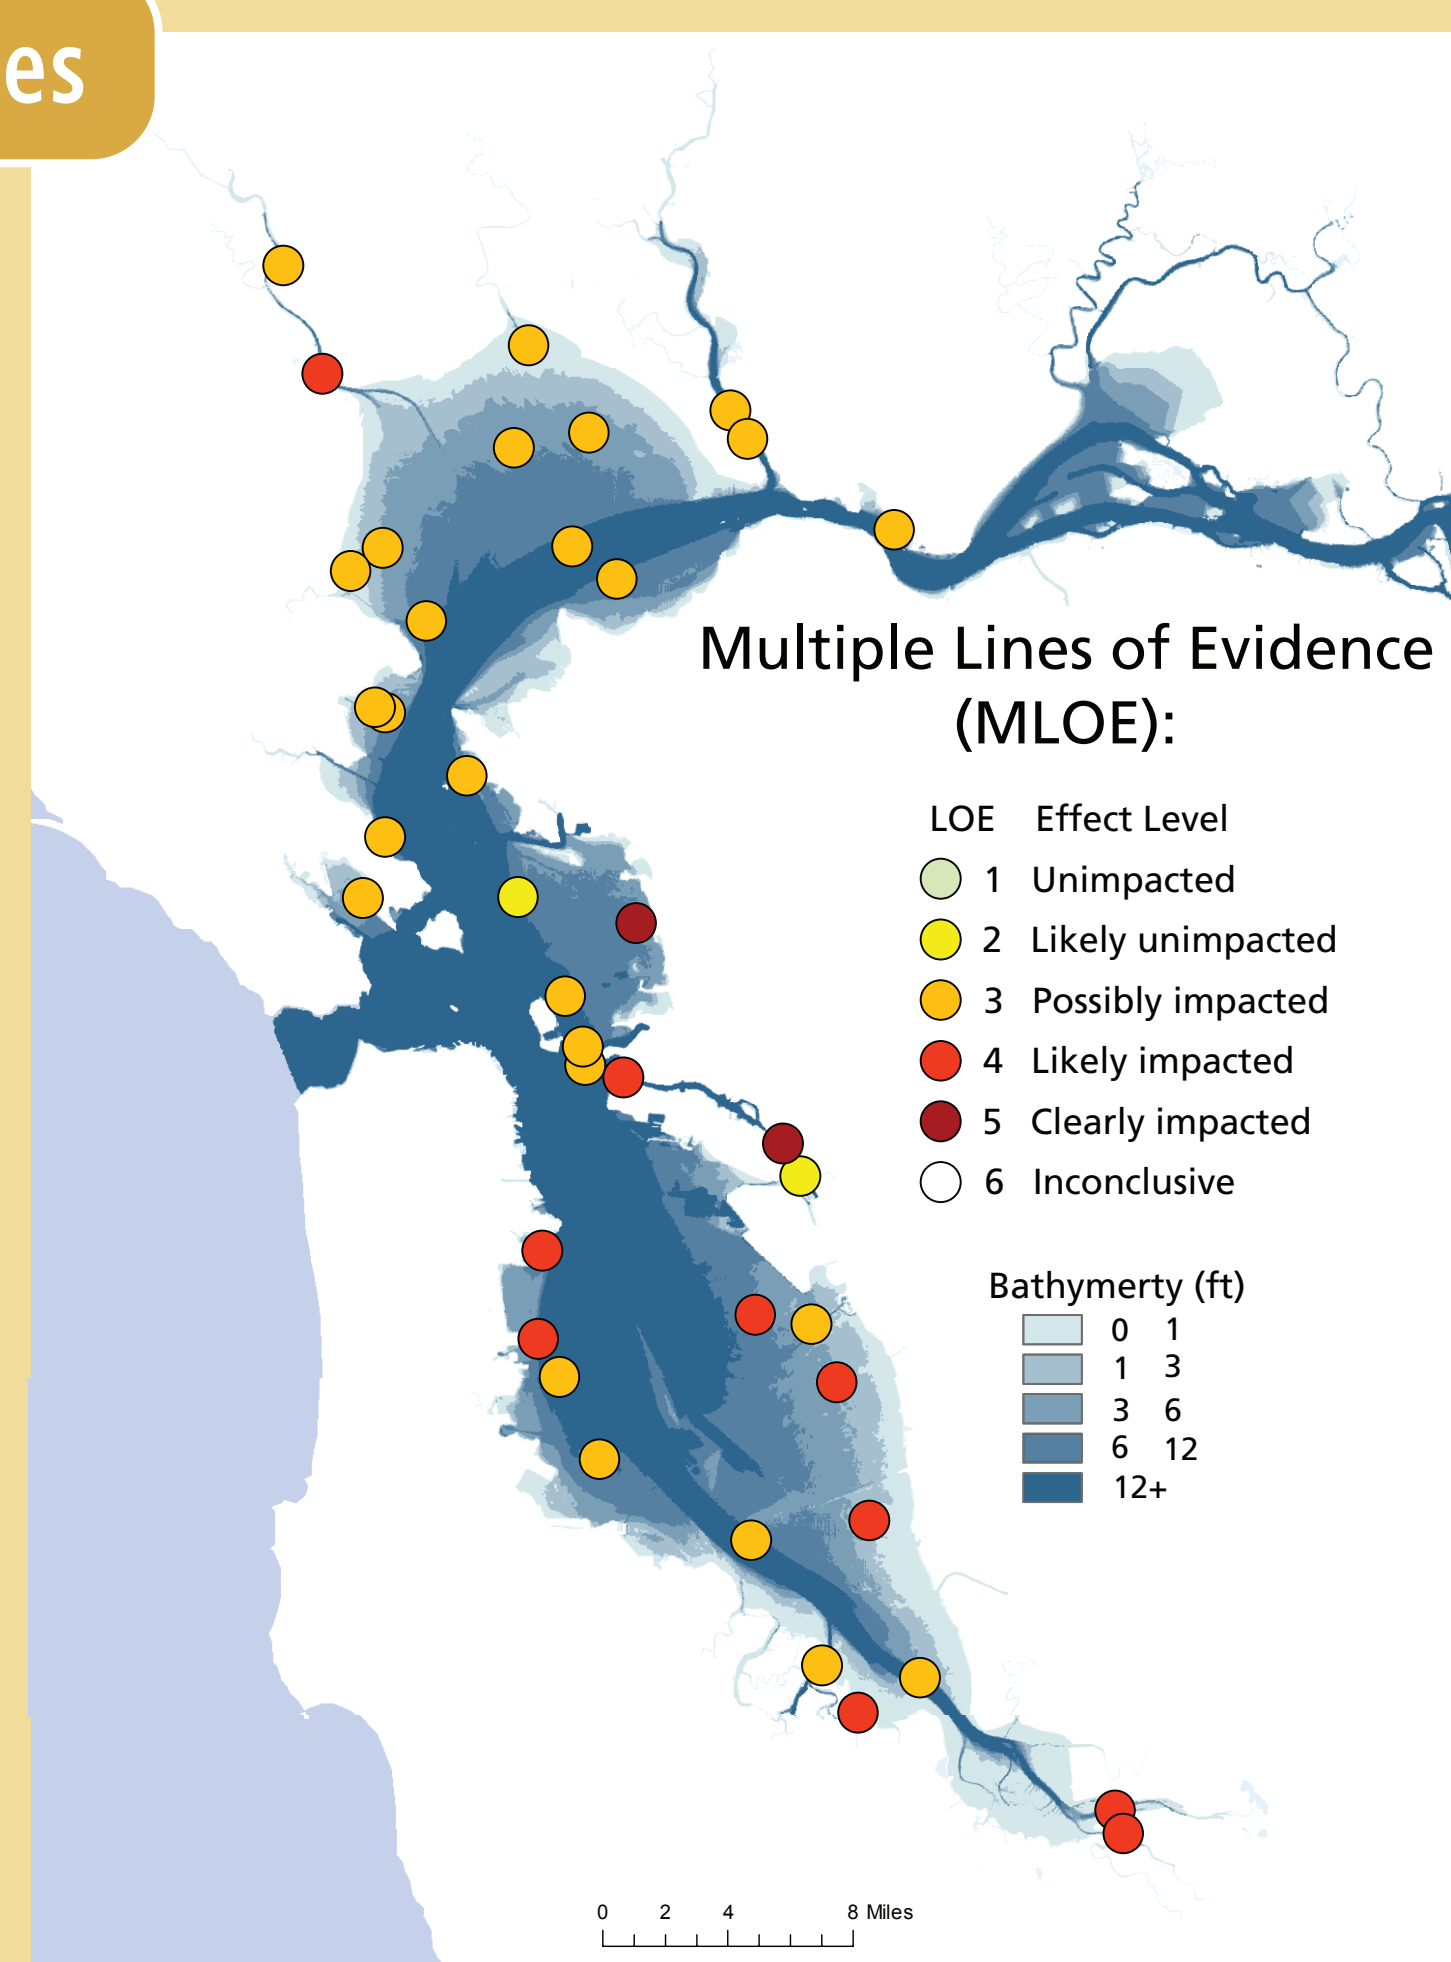 es
Multiple Lines of Evidence
(MLOE):
LOE Effect Level
1 Unimpacted
2 Likely unimpacted
3 Possibly impacted
4 Likely impacted
5 Clearly impacted
6 Inconclusive
Bathymerty (ft)
0 1
1 3
3 6
6 12
12+
0 2 4 8 Miles